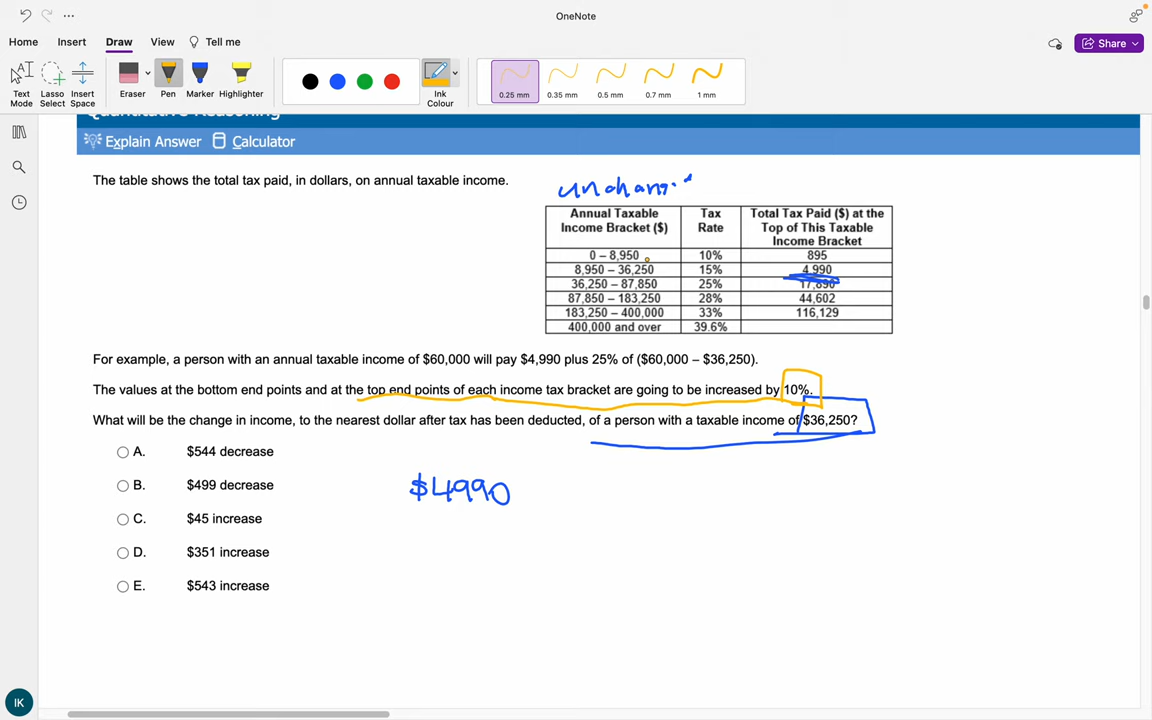 OneNote
Home Insert Draw View Tell me
Share
Text Mode
Lasso Select
Insert Space
Eraser
Pen
Marker
Highlighter
Ink Colour
0.25 mm
0.35 mm
0.5 mm
0.7 mm
1 mm
Quantitative Reasoning
Explain Answer Calculator
The table shows the total tax paid, in dollars, on annual taxable income.
Annual Taxable Income Bracket ($) Tax Rate Total Tax Paid ($) at the Top of This Taxable Income Bracket
0 – 8,950 10% 895
8,950 – 36,250 15% 4,990
36,250 – 87,850 25% 17,890
87,850 – 183,250 28% 44,602
183,250 – 400,000 33% 116,129
400,000 and over 39.6%
For example, a person with an annual taxable income of $60,000 will pay $4,990 plus 25% of ($60,000 – $36,250).
The values at the bottom end points and at the top end points of each income tax bracket are going to be increased by 10%.
What will be the change in income, to the nearest dollar after tax has been deducted, of a person with a taxable income of $36,250?
A. $544 decrease
B. $499 decrease
$4990
C. $45 increase
D. $351 increase
E. $543 increase
IK